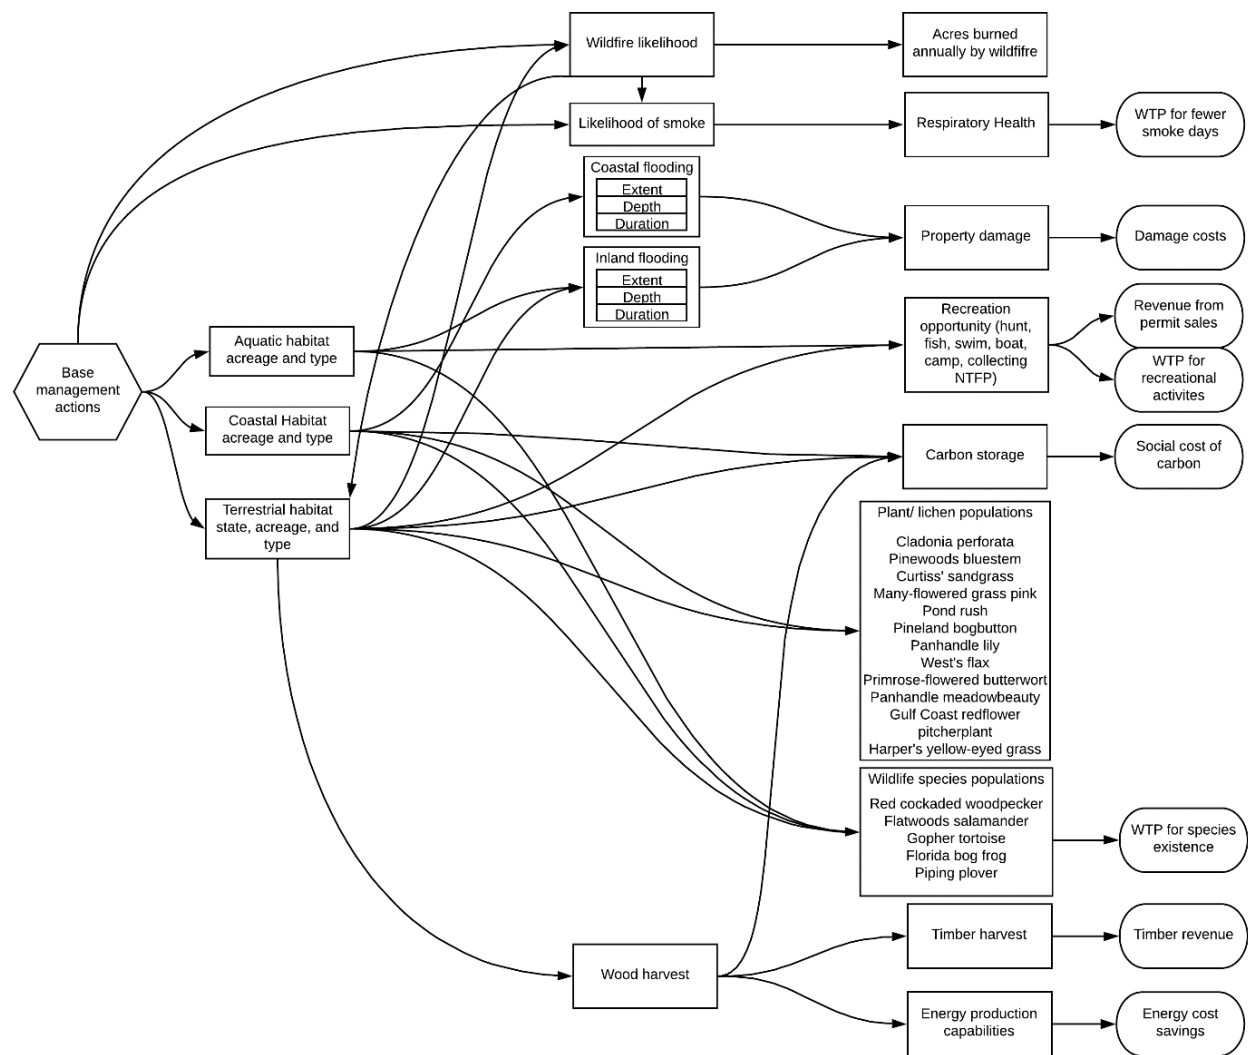 Wildfire likelihood
Acres burned
annually by wildfifre
Likelihood of smoke
Respiratory Health
WTP for fewer
smoke days
Coastal flooding
Extent
Depth
Duration
Property damage
Damage costs
Inland flooding
Extent
Depth
Duration
Recreation
opportunity (hunt,
fish, swim, boat,
camp, collecting
NTFP)
Revenue from
permit sales
WTP for
recreational
activites
Base
management
actions
Aquatic habitat
acreage and type
Coastal Habitat
acreage and type
Terrestrial habitat
state, acreage, and
type
Carbon storage
Social cost of
carbon
Plant/ lichen populations
Cladonia perforata
Pinewoods bluestem
Curtiss' sandgrass
Many-flowered grass pink
Pond rush
Pineland bogbutton
Panhandle lily
West's flax
Primrose-flowered butterwort
Panhandle meadowbeauty
Gulf Coast redflower
pitcherplant
Harper's yellow-eyed grass
Wildlife species populations
Red cockaded woodpecker
Flatwoods salamander
Gopher tortoise
Florida bog frog
Piping plover
WTP for species
existence
Wood harvest
Timber harvest
Timber revenue
Energy production
capabilities
Energy cost
savings